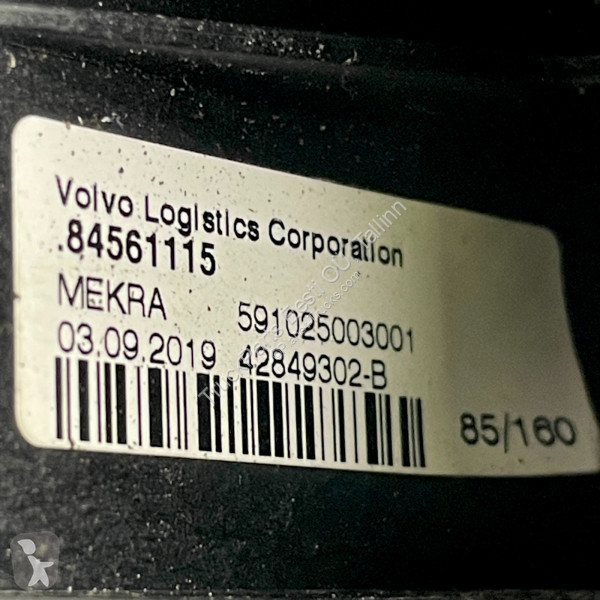 Volvo Logistics Corporation
.84561115
MEKRA 591025003001
03.09.2019 42849302-B
85/160